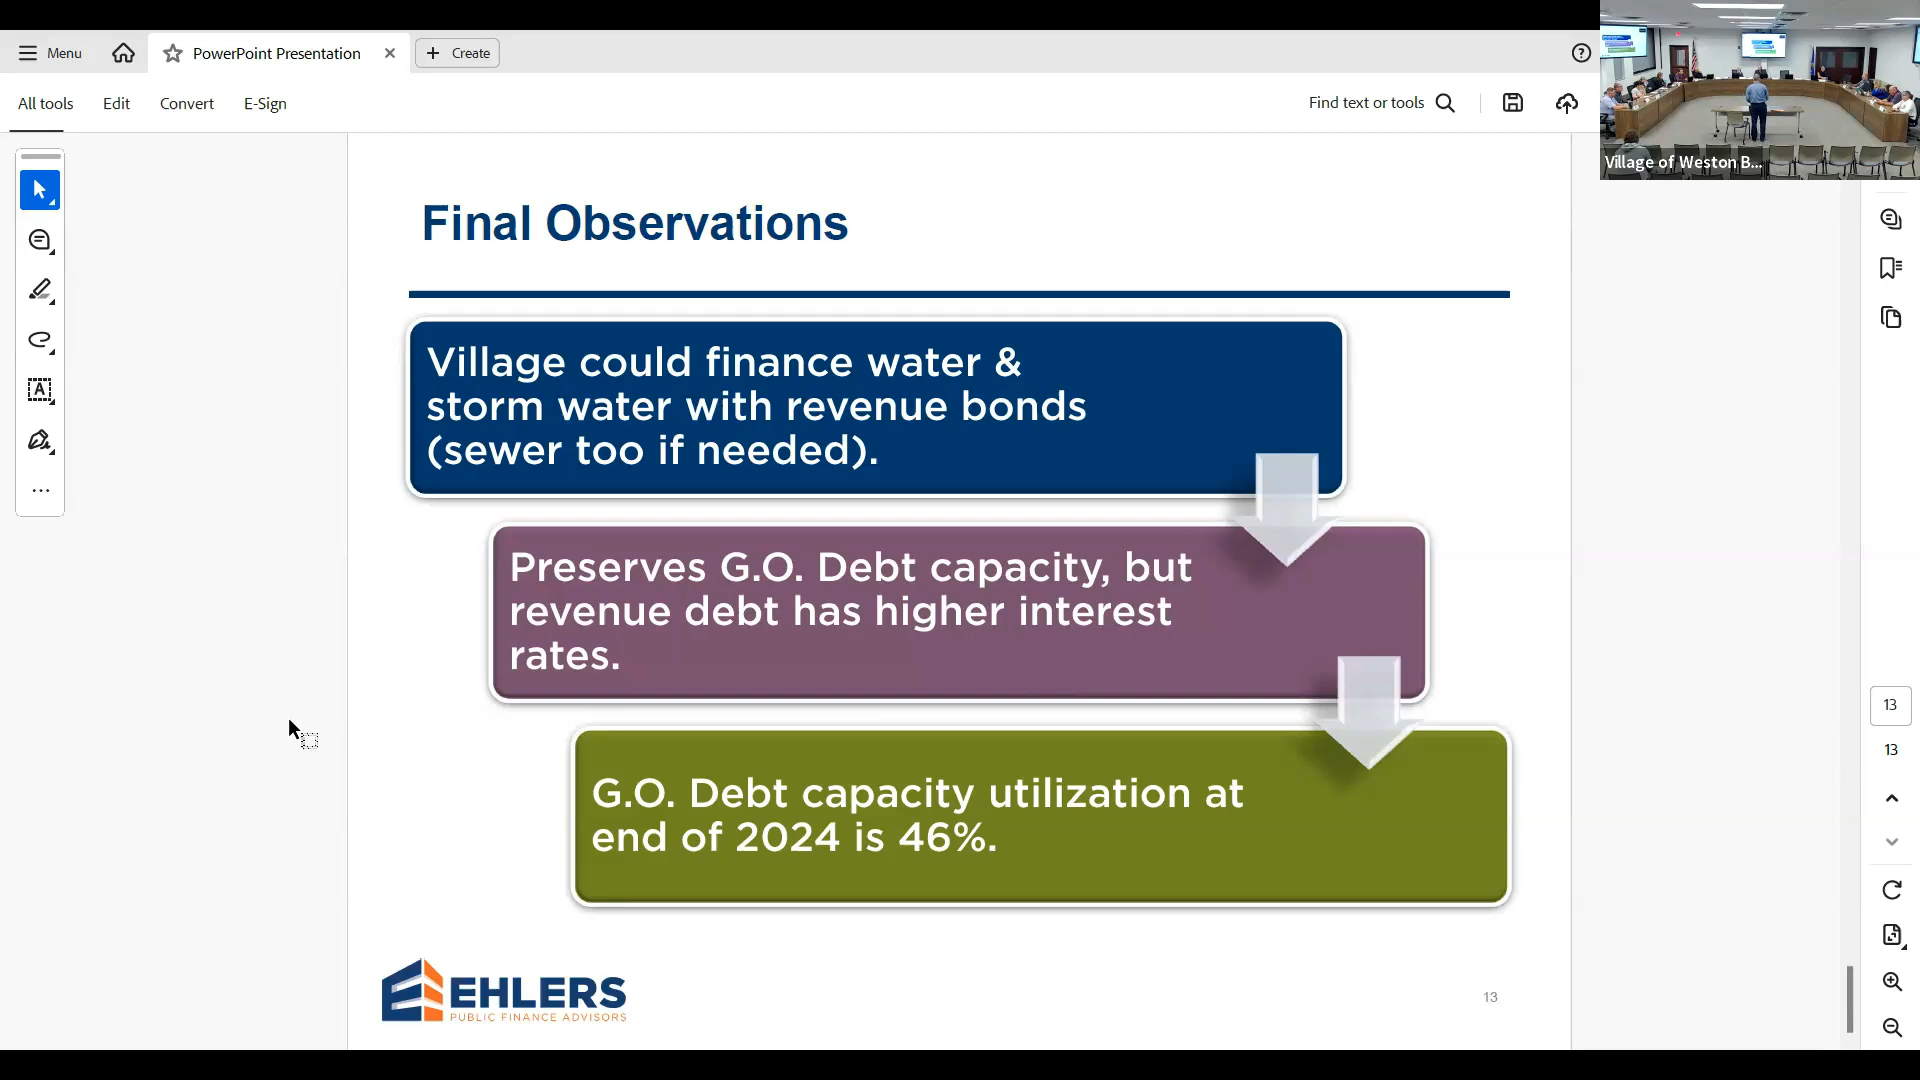 Menu
PowerPoint Presentation
Create
All tools
Edit
Convert
E-Sign
Find text or tools
Village of Weston B...
Final Observations
Village could finance water &
storm water with revenue bonds
(sewer too if needed).
Preserves G.O. Debt capacity, but
revenue debt has higher interest
rates.
G.O. Debt capacity utilization at
end of 2024 is 46%.
EHLERS
PUBLIC FINANCE ADVISORS
13
13
13